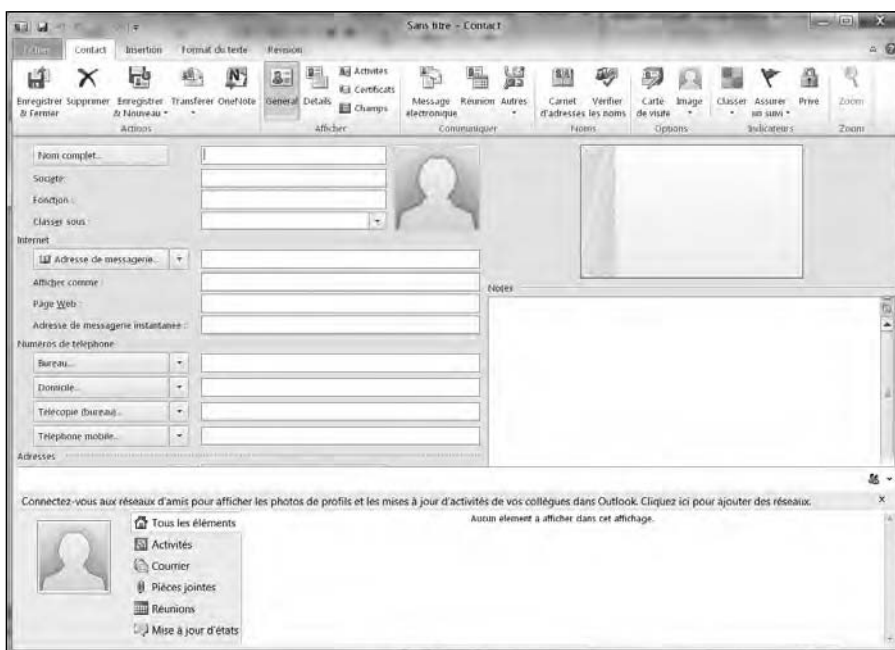 Sans titre - Contact
Fichier Contact Insertion Format du texte Révision
Enregistrer & Fermer Supprimer Enregistrer & Nouveau Transférer OneNote
Actions
Général Détails Activités Certificats Champs
Afficher
Message électronique Réunion Autres
Communiquer
Carnet d'adresses Vérifier les noms
Noms
Carte de visite Image
Options
Classer Assurer un suivi Privé
Indicateurs
Zoom
Zoom
Nom complet...
Société :
Fonction :
Classer sous :
Internet
Adresse de messagerie...
Afficher comme :
Page Web :
Adresse de messagerie instantanée :
Notes
Numéros de téléphone
Bureau...
Domicile...
Télécopie (bureau)...
Téléphone mobile...
Adresses
Connectez-vous aux réseaux d'amis pour afficher les photos de profils et les mises à jour d'activités de vos collègues dans Outlook. Cliquez ici pour ajouter des réseaux.
Aucun élément à afficher dans cet affichage.
Tous les éléments
Activités
Courrier
Pièces jointes
Réunions
Mise à jour d'états